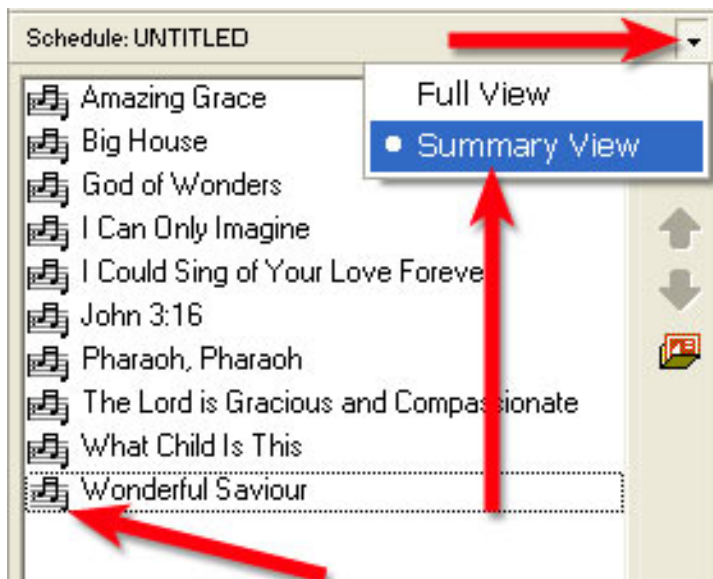 Schedule: UNTITLED
Full View
Summary View
Amazing Grace
Big House
God of Wonders
I Can Only Imagine
I Could Sing of Your Love Foreve
John 3:16
Pharaoh, Pharaoh
The Lord is Gracious and Compassionate
What Child Is This
Wonderful Saviour